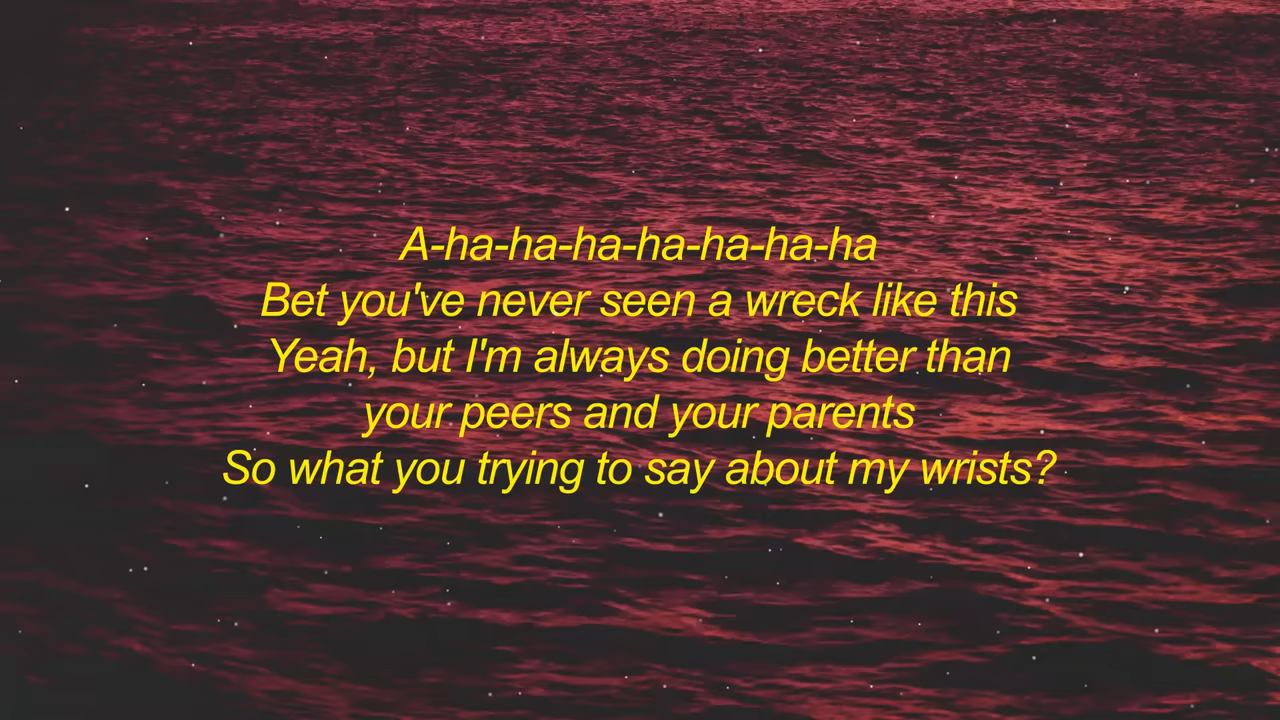 A-ha-ha-ha-ha-ha-ha-ha
Bet you've never seen a wreck like this
Yeah, but I'm always doing better than
your peers and your parents
So what you trying to say about my wrists?